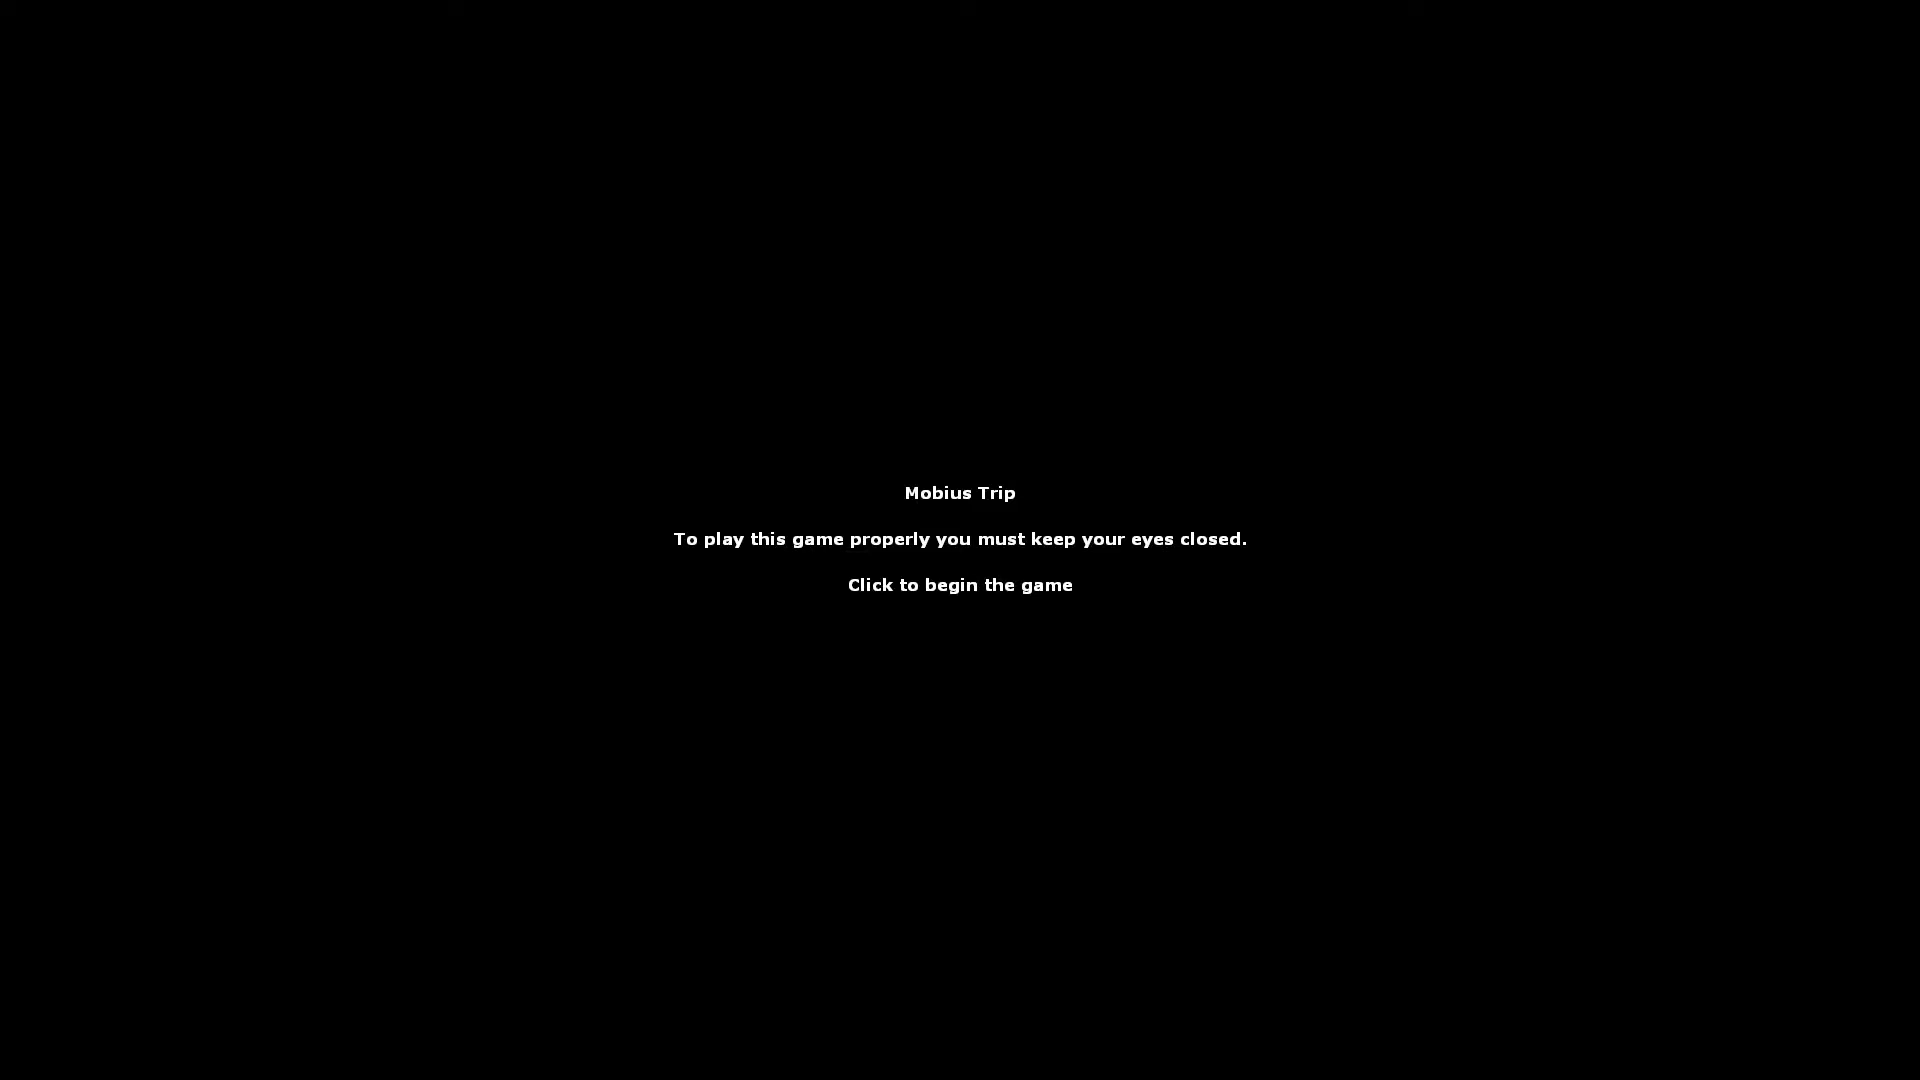 Mobius Trip
To play this game properly you must keep your eyes closed.
Click to begin the game